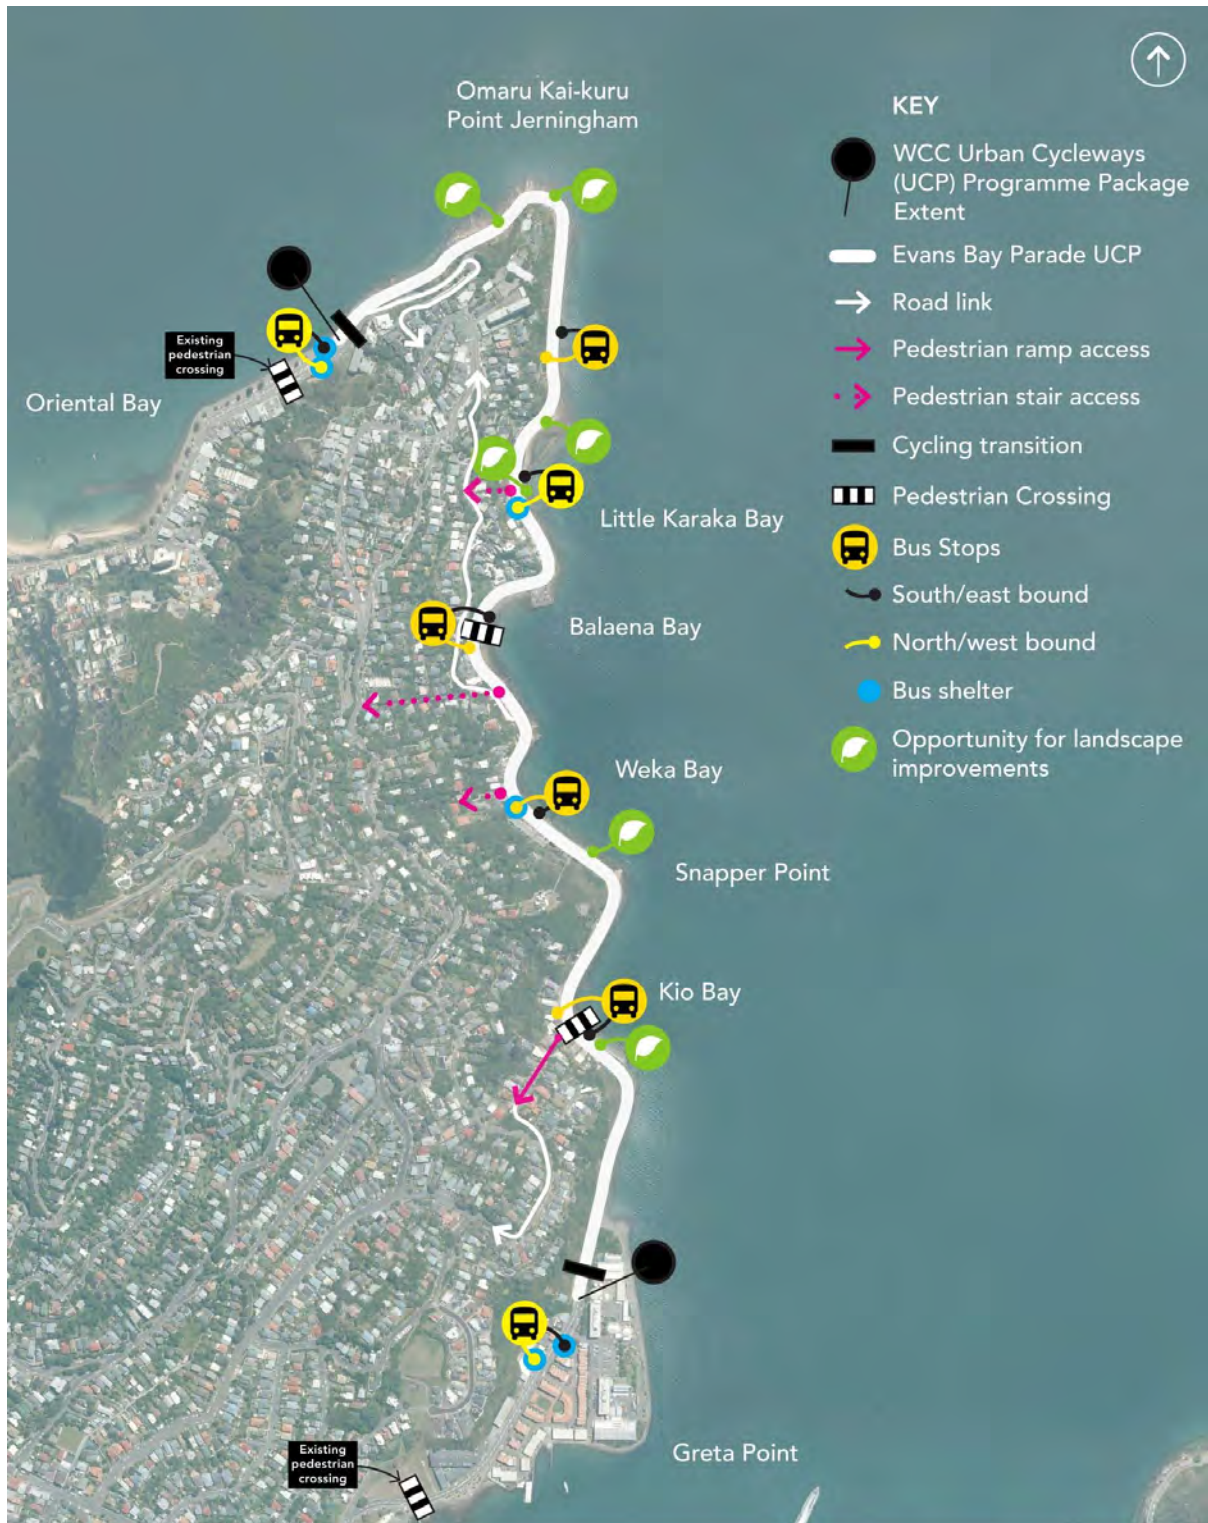 Omaru Kai-kuru
Point Jerningham
KEY
WCC Urban Cycleways
(UCP) Programme Package
Extent
Evans Bay Parade UCP
Road link
Pedestrian ramp access
Pedestrian stair access
Cycling transition
Pedestrian Crossing
Bus Stops
South/east bound
North/west bound
Bus shelter
Opportunity for landscape
improvements
Existing
pedestrian
crossing
Oriental Bay
Little Karaka Bay
Balaena Bay
Weka Bay
Snapper Point
Kio Bay
Greta Point
Existing
pedestrian
crossing